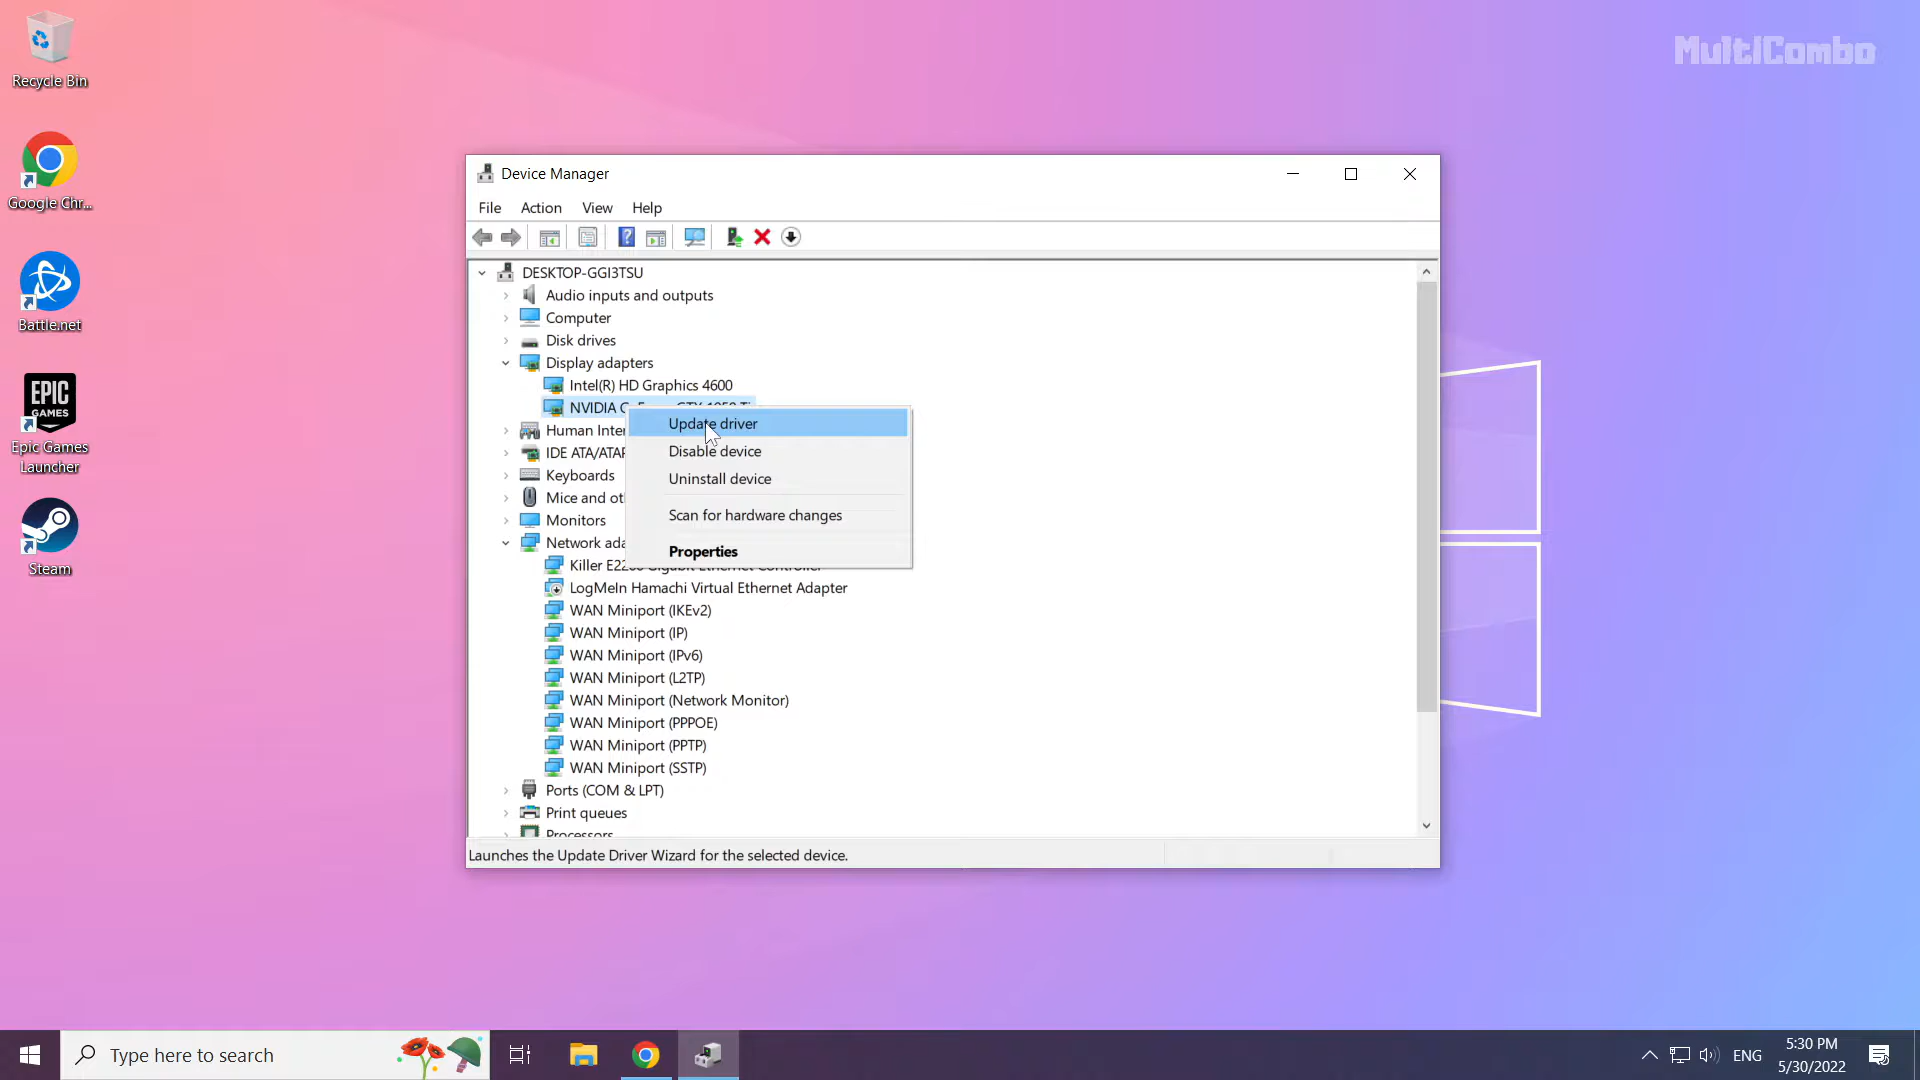 MultiCombo
Recycle Bin
Google Chr...
Battle.net
EPIC
GAMES
Epic Games
Launcher
Steam
Device Manager
File Action View Help
DESKTOP-GGI3TSU
Audio inputs and outputs
Computer
Disk drives
Display adapters
Intel(R) HD Graphics 4600
NVIDIA
Human Inter
IDE ATA/ATAP
Keyboards
Mice and ot
Monitors
Network ada
Update driver
Disable device
Uninstall device
Scan for hardware changes
Properties
Killer
LogMeIn Hamachi Virtual Ethernet Adapter
WAN Miniport (IKEv2)
WAN Miniport (IP)
WAN Miniport (IPv6)
WAN Miniport (L2TP)
WAN Miniport (Network Monitor)
WAN Miniport (PPPOE)
WAN Miniport (PPTP)
WAN Miniport (SSTP)
Ports (COM & LPT)
Print queues
Processors
Launches the Update Driver Wizard for the selected device.
Type here to search
ENG
5:30 PM
5/30/2022